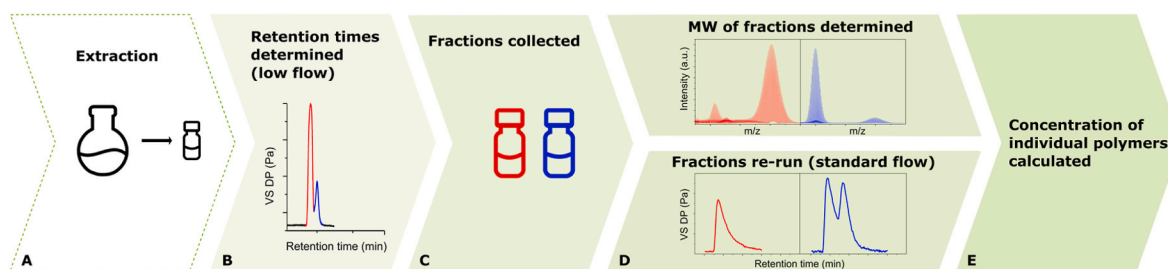 Extraction
A
Retention times
determined
(low flow)
VS DP (Pa)
Retention time (min)
B
Fractions collected
C
MW of fractions determined
Intensity (a.u.)
m/z
m/z
Fractions re-run (standard flow)
VS DP (Pa)
Retention time (min)
D
Concentration of
individual polymers
calculated
E